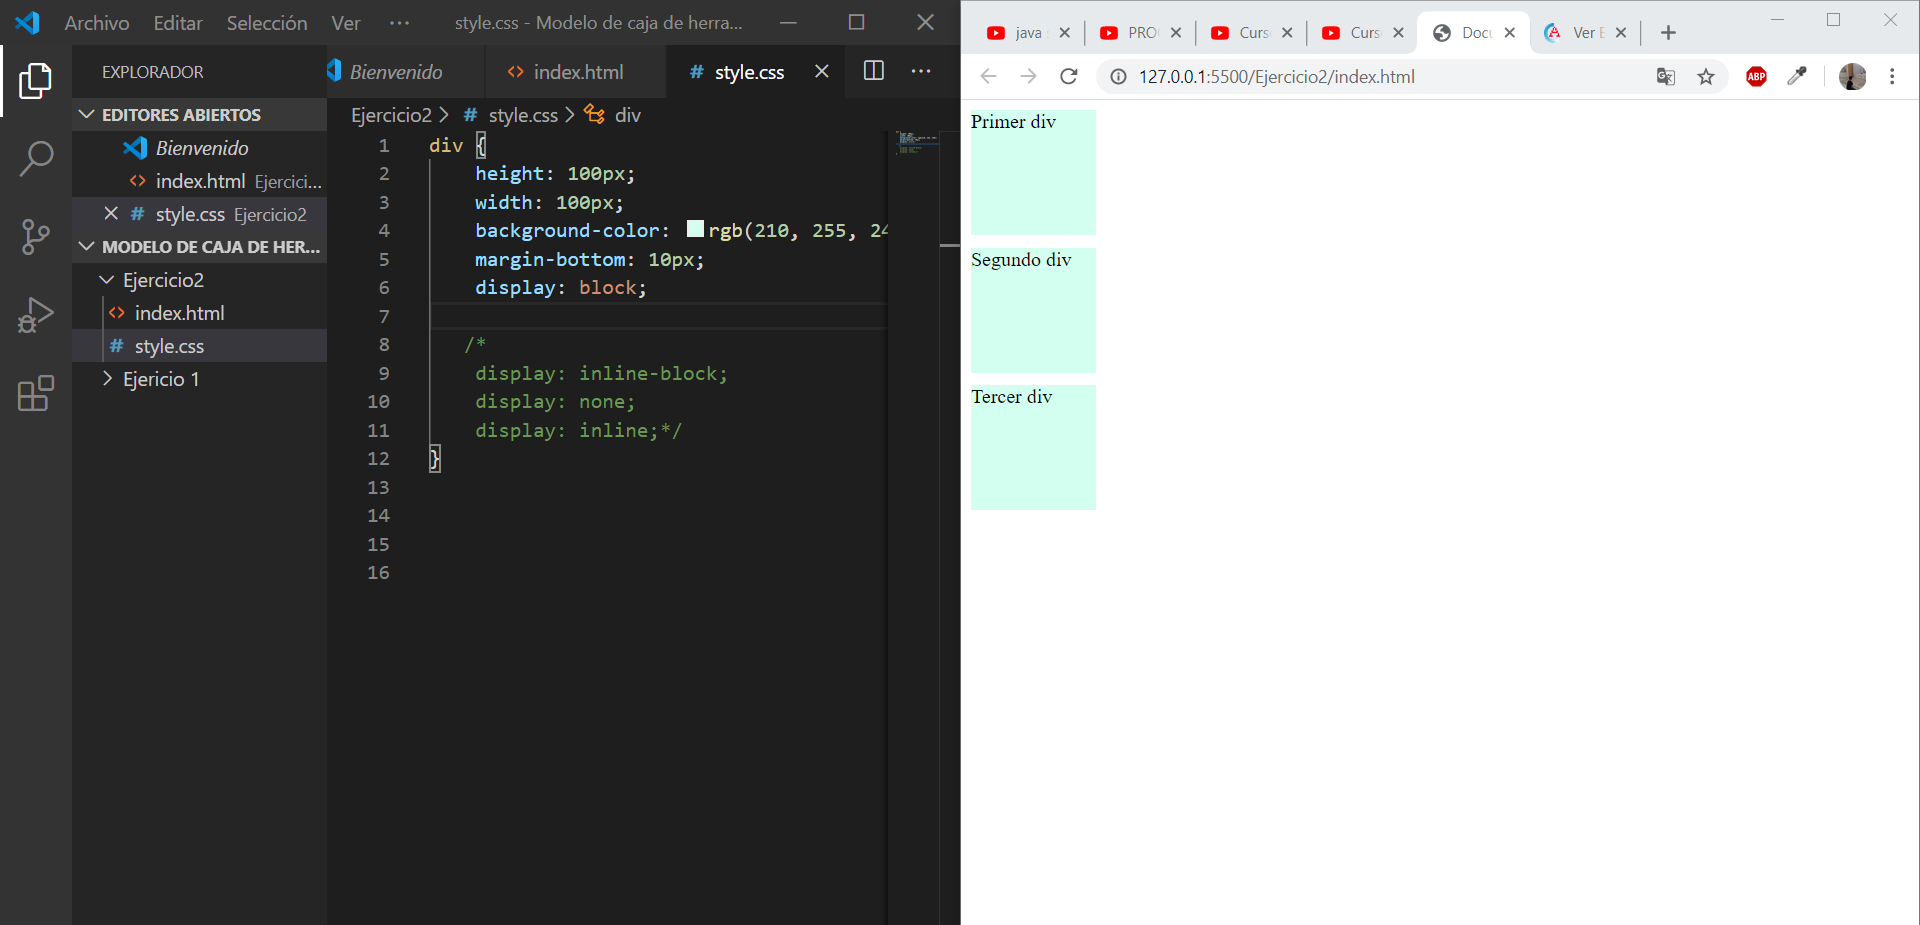 Archivo Editar Selección Ver ··· style.css - Modelo de caja de herra...
EXPLORADOR
EDITORES ABIERTOS
Bienvenido
index.html Ejercici...
style.css Ejercicio2
MODELO DE CAJA DE HER...
Ejercicio2
index.html
style.css
Ejericio 1
Bienvenido index.html style.css
Ejercicio2 > # style.css > div
1 div {
2 height: 100px;
3 width: 100px;
4 background-color: rgb(210, 255, 24
5 margin-bottom: 10px;
6 display: block;
7
8 /*
9 display: inline-block;
10 display: none;
11 display: inline;*/
12 }
13
14
15
16
java PRO Curs Curs Docu Ver E
127.0.0.1:5500/Ejercicio2/index.html
ABP
Primer div
Segundo div
Tercer div